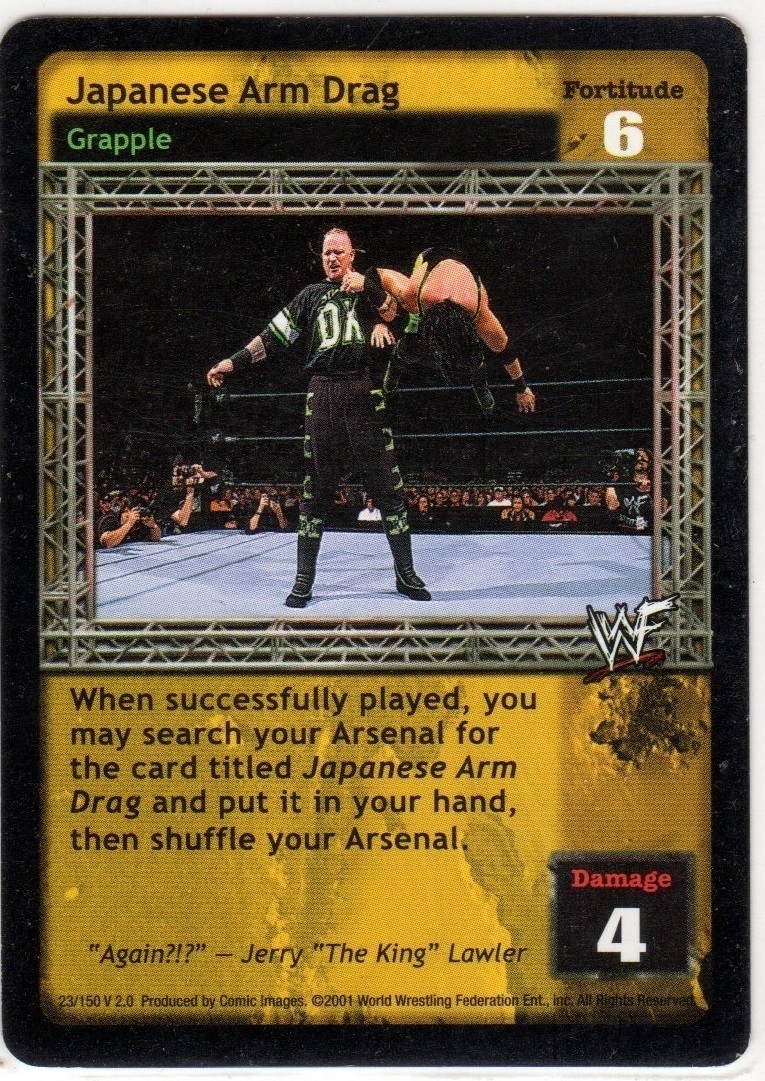 Japanese Arm Drag
Fortitude
6
Grapple
DX
WF
When successfully played, you
may search your Arsenal for
the card titled Japanese Arm
Drag and put it in your hand,
then shuffle your Arsenal.
Damage
4
“Again?!?” — Jerry “The King” Lawler
23/150 V 2.0 Produced by Comic Images. ©2001 World Wrestling Federation Ent., Inc. All Rights Reserved.